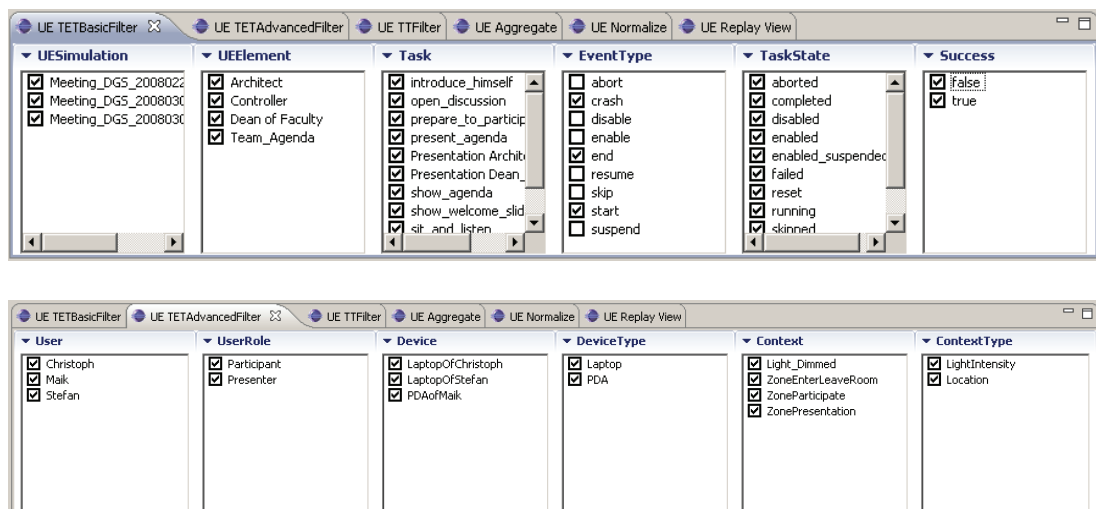 UE TETBasicFilter UE TETAdvancedFilter UE TTFilter UE Aggregate UE Normalize UE Replay View
UESimulation
Meeting_DGS_2008022
Meeting_DGS_2008030
Meeting_DGS_2008030
UEElement
Architect
Controller
Dean of Faculty
Team_Agenda
Task
introduce_himself
open_discussion
prepare_to_particip
present_agenda
Presentation Archit
Presentation Dean_
show_agenda
show_welcome_slid
sit_and_listen
EventType
abort
crash
disable
enable
end
resume
skip
start
suspend
TaskState
aborted
completed
disabled
enabled
enabled_suspended
failed
reset
running
skipped
Success
false
true
UE TETBasicFilter UE TETAdvancedFilter UE TTFilter UE Aggregate UE Normalize UE Replay View
User
Christoph
Maik
Stefan
UserRole
Participant
Presenter
Device
LaptopOfChristoph
LaptopOfStefan
PDAofMaik
DeviceType
Laptop
PDA
Context
Light_Dimmed
ZoneEnterLeaveRoom
ZoneParticipate
ZonePresentation
ContextType
LightIntensity
Location